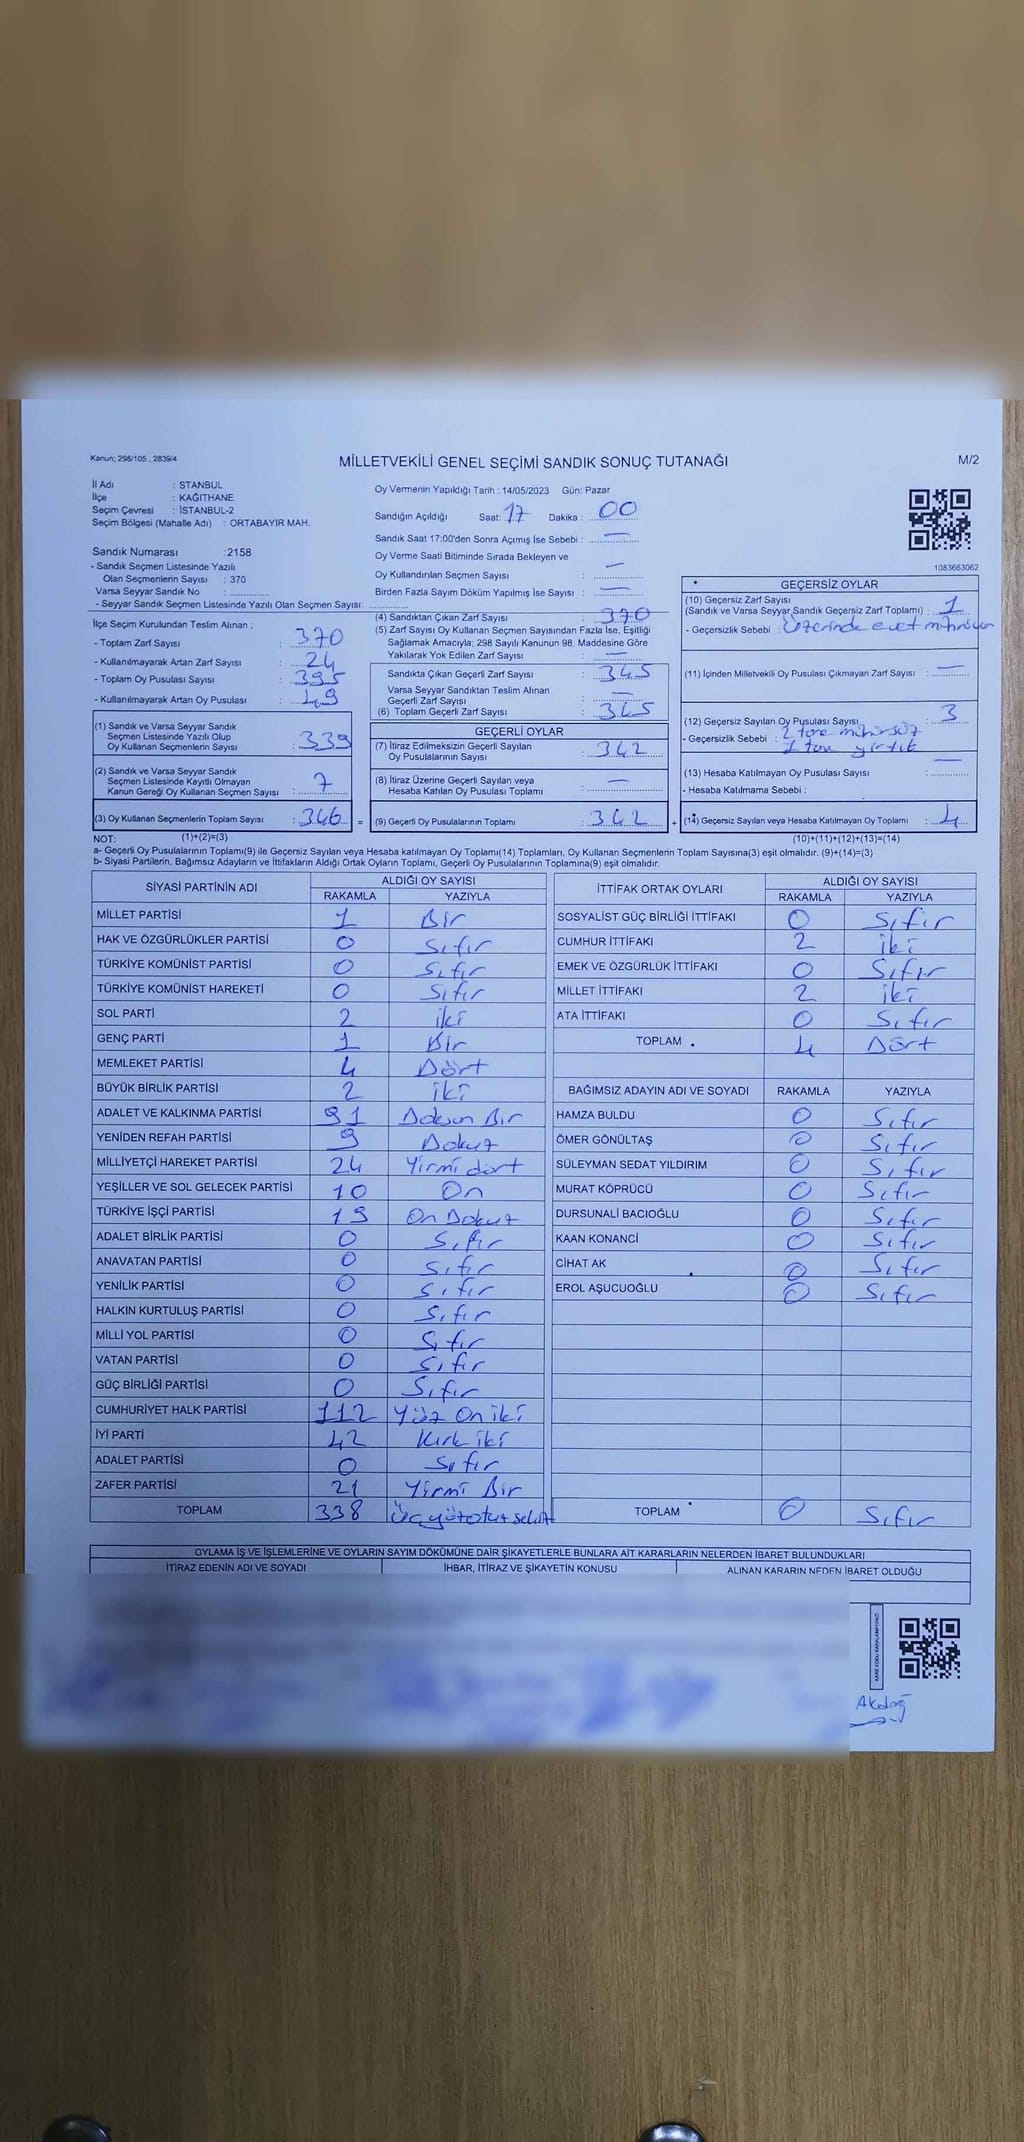 Kanun: 298/105 , 2839/4
MİLLETVEKİLİ GENEL SEÇİMİ SANDIK SONUÇ TUTANAĞI
M/2
İl Adı : STANBUL
İlçe : KAĞITHANE
Seçim Çevresi : İSTANBUL-2
Seçim Bölgesi (Mahalle Adı) : ORTABAYIR MAH.
Sandık Numarası :2158
- Sandık Seçmen Listesinde Yazılı
Olan Seçmenlerin Sayısı : 370
Varsa Seyyar Sandık No :
- Seyyar Sandık Seçmen Listesinde Yazılı Olan Seçmen Sayısı:
Oy Vermenin Yapıldığı Tarih : 14/05/2023 Gün: Pazar
Sandığın Açıldığı Saat: 17 Dakika : 00
Sandık Saat 17:00'den Sonra Açımış İse Sebebi : —
Oy Verme Saati Bitiminde Sırada Bekleyen ve
Oy Kullandırılan Seçmen Sayısı : —
Birden Fazla Sayım Döküm Yapılmış İse Sayısı : —
1083663062
İlçe Seçim Kurulundan Teslim Alınan :
- Toplam Zarf Sayısı : 370
- Kullanılmayarak Artan Zarf Sayısı : 24
- Toplam Oy Pusulası Sayısı : 395
- Kullanılmayarak Artan Oy Pusulası : 49
(1) Sandık ve Varsa Seyyar Sandık
Seçmen Listesinde Yazılı Olup
Oy Kullanan Seçmenlerin Sayısı : 339
(2) Sandık ve Varsa Seyyar Sandık
Seçmen Listesinde Kayıtlı Olmayan
Kanun Gereği Oy Kullanan Seçmen Sayısı : 7
(3) Oy Kullanan Seçmenlerin Toplam Sayısı : 346 =
(4) Sandıktan Çıkan Zarf Sayısı : 370
(5) Zarf Sayısı Oy Kullanan Seçmen Sayısından Fazla İse, Eşitliği
Sağlamak Amacıyla; 298 Sayılı Kanunun 98. Maddesine Göre
Yakılarak Yok Edilen Zarf Sayısı : —
Sandıkta Çıkan Geçerli Zarf Sayısı : 345
Varsa Seyyar Sandıktan Teslim Alınan
Geçerli Zarf Sayısı : —
(6) Toplam Geçerli Zarf Sayısı : 345
GEÇERLİ OYLAR
(7) İtiraz Edilmeksizin Geçerli Sayılan
Oy Pusulalarının Sayısı : 342
(8) İtiraz Üzerine Geçerli Sayılan veya
Hesaba Katılan Oy Pusulası Toplamı : —
(9) Geçerli Oy Pusulalarının Toplamı : 342 +
GEÇERSİZ OYLAR
(10) Geçersiz Zarf Sayısı
(Sandık ve Varsa Seyyar Sandık Geçersiz Zarf Toplamı) : 1
- Geçersizlik Sebebi : Üzerinde evet
(11) İçinden Milletvekili Oy Pusulası Çıkmayan Zarf Sayısı : —
(12) Geçersiz Sayılan Oy Pusulası Sayısı : 3
- Geçersizlik Sebebi : 2 tane mühürsüz
1 tane yırtık
(13) Hesaba Katılmayan Oy Pusulası Sayısı : —
- Hesaba Katılmama Sebebi :
(14) Geçersiz Sayılan veya Hesaba Katılmayan Oy Toplamı : 4
NOT: (1)+(2)=(3)
(10)+(11)+(12)+(13)=(14)
a- Geçerli Oy Pusulalarının Toplamı(9) ile Geçersiz Sayılan veya Hesaba katılmayan Oy Toplamı(14) Toplamları, Oy Kullanan Seçmenlerin Toplam Sayısına(3) eşit olmalıdır. (9)+(14)=(3)
b- Siyasi Partilerin, Bağımsız Adayların ve İttifakların Aldığı Ortak Oyların Toplamı, Geçerli Oy Pusulalarının Toplamına(9) eşit olmalıdır.
SİYASİ PARTİNİN ADI ALDIĞI OY SAYISI
RAKAMLA YAZIYLA
MİLLET PARTİSİ 1 Bir
HAK VE ÖZGÜRLÜKLER PARTİSİ 0 Sıfır
TÜRKİYE KOMÜNİST PARTİSİ 0 Sıfır
TÜRKİYE KOMÜNİST HAREKETİ 0 Sıfır
SOL PARTİ 2 iki
GENÇ PARTİ 1 Bir
MEMLEKET PARTİSİ 4 Dört
BÜYÜK BİRLİK PARTİSİ 2 iki
ADALET VE KALKINMA PARTİSİ 91 Doksan Bir
YENİDEN REFAH PARTİSİ 9 Dokuz
MİLLİYETÇİ HAREKET PARTİSİ 24 Yirmi dört
YEŞİLLER VE SOL GELECEK PARTİSİ 10 On
TÜRKİYE İŞÇİ PARTİSİ 19 On Dokuz
ADALET BİRLİK PARTİSİ 0 Sıfır
ANAVATAN PARTİSİ 0 Sıfır
YENİLİK PARTİSİ 0 Sıfır
HALKIN KURTULUŞ PARTİSİ 0 Sıfır
MİLLİ YOL PARTİSİ 0 Sıfır
VATAN PARTİSİ 0 Sıfır
GÜÇ BİRLİĞİ PARTİSİ 0 Sıfır
CUMHURİYET HALK PARTİSİ 112 Yüz On iki
İYİ PARTİ 42 Kırk iki
ADALET PARTİSİ 0 Sıfır
ZAFER PARTİSİ 21 Yirmi Bir
TOPLAM 338 Üçyüzotuz sekiz
İTTİFAK ORTAK OYLARI ALDIĞI OY SAYISI
RAKAMLA YAZIYLA
SOSYALİST GÜÇ BİRLİĞİ İTTİFAKI 0 Sıfır
CUMHUR İTTİFAKI 2 iki
EMEK VE ÖZGÜRLÜK İTTİFAKI 0 Sıfır
MİLLET İTTİFAKI 2 iki
ATA İTTİFAKI 0 Sıfır
TOPLAM 4 Dört
BAĞIMSIZ ADAYIN ADI VE SOYADI RAKAMLA YAZIYLA
HAMZA BULDU 0 Sıfır
ÖMER GÖNÜLTAŞ 0 Sıfır
SÜLEYMAN SEDAT YILDIRIM 0 Sıfır
MURAT KÖPRÜCÜ 0 Sıfır
DURSUNALİ BACIOĞLU 0 Sıfır
KAAN KONANCİ 0 Sıfır
CİHAT AK 0 Sıfır
EROL AŞUCUOĞLU 0 Sıfır
TOPLAM 0 Sıfır
OYLAMA İŞ VE İŞLEMLERİNE VE OYLARIN SAYIM DÖKÜMÜNE DAİR ŞİKAYETLERLE BUNLARA AİT KARARLARIN NELERDEN İBARET BULUNDUKLARI
İTİRAZ EDENİN ADI VE SOYADI İHBAR, İTİRAZ VE ŞİKAYETİN KONUSU ALINAN KARARIN NEDEN İBARET OLDUĞU
Akdağ